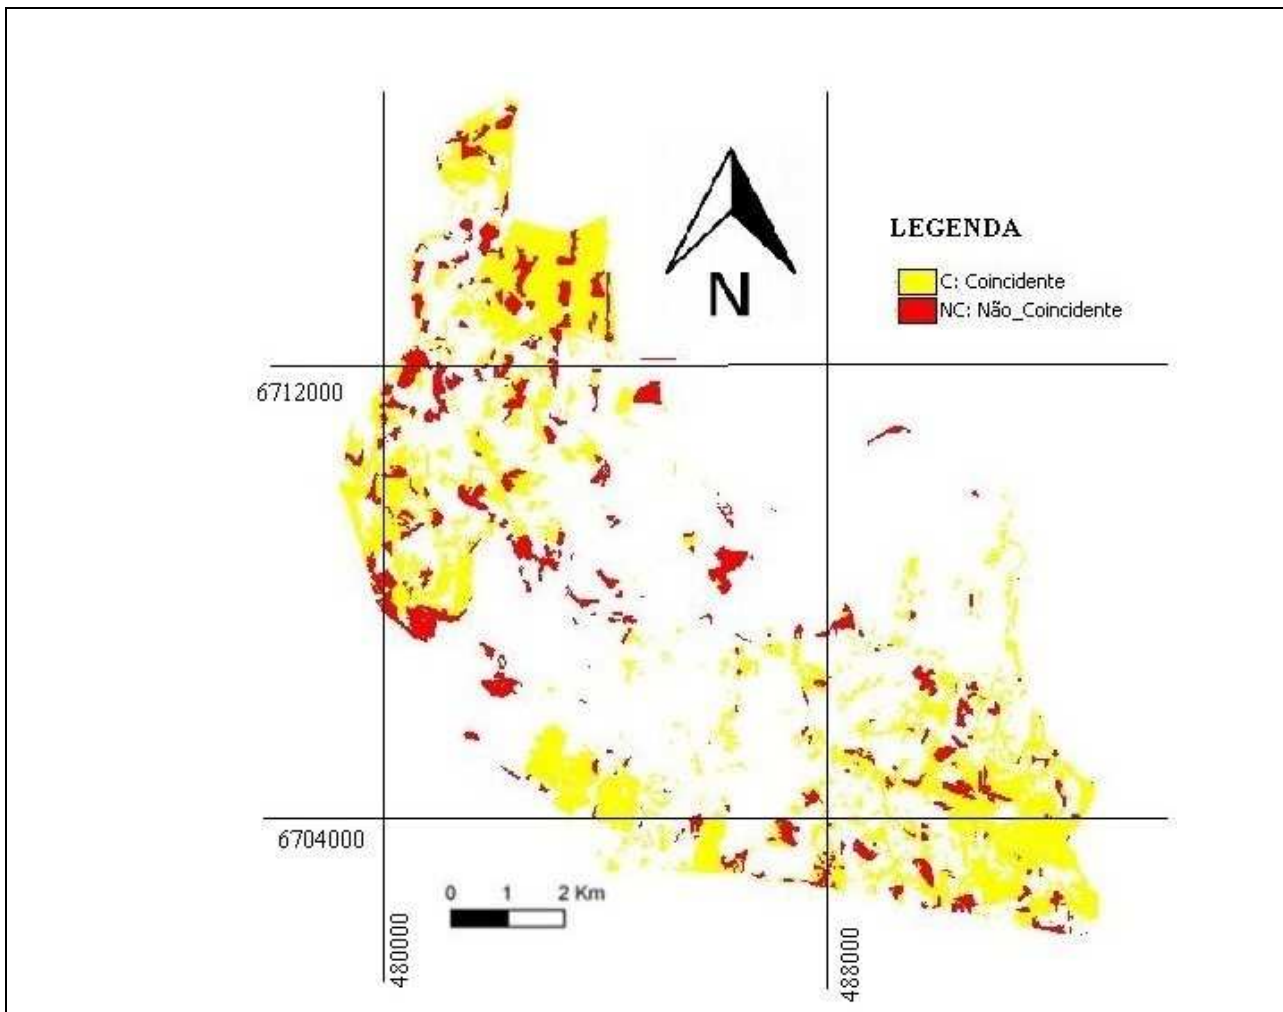 LEGENDA
C: Coincidente
NC: Não_Coincidente
N
6712000
6704000
0 1 2 Km
480000
488000